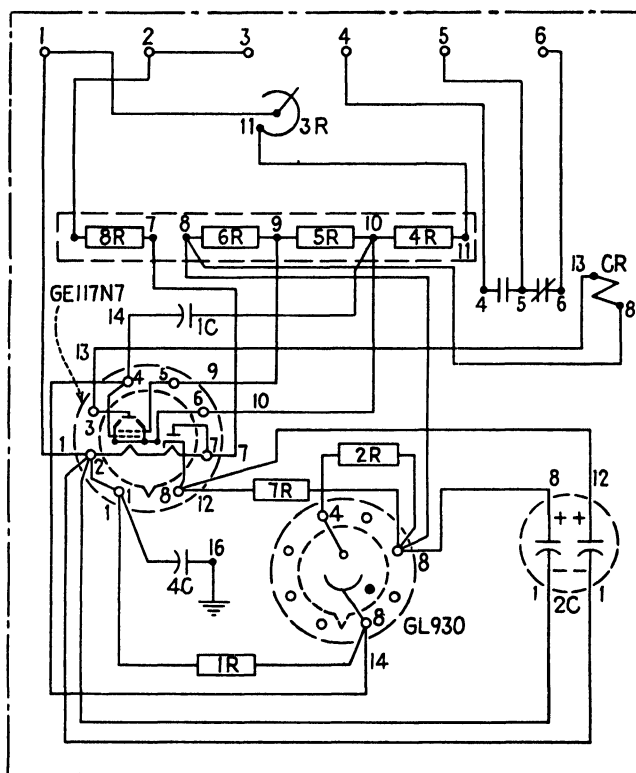 1 2 3 4 5 6
11 3R
7 8 9 10
8R 6R 5R 4R 11
13 CR
GE117N7
14 1C 4 5 6 8
13 4 5 9
3 6 10
1 2 7 7 2R 8 12
8 12 7R
1 1 4
16 8 ++
4C 1 2C 1
8 GL930
1R 14